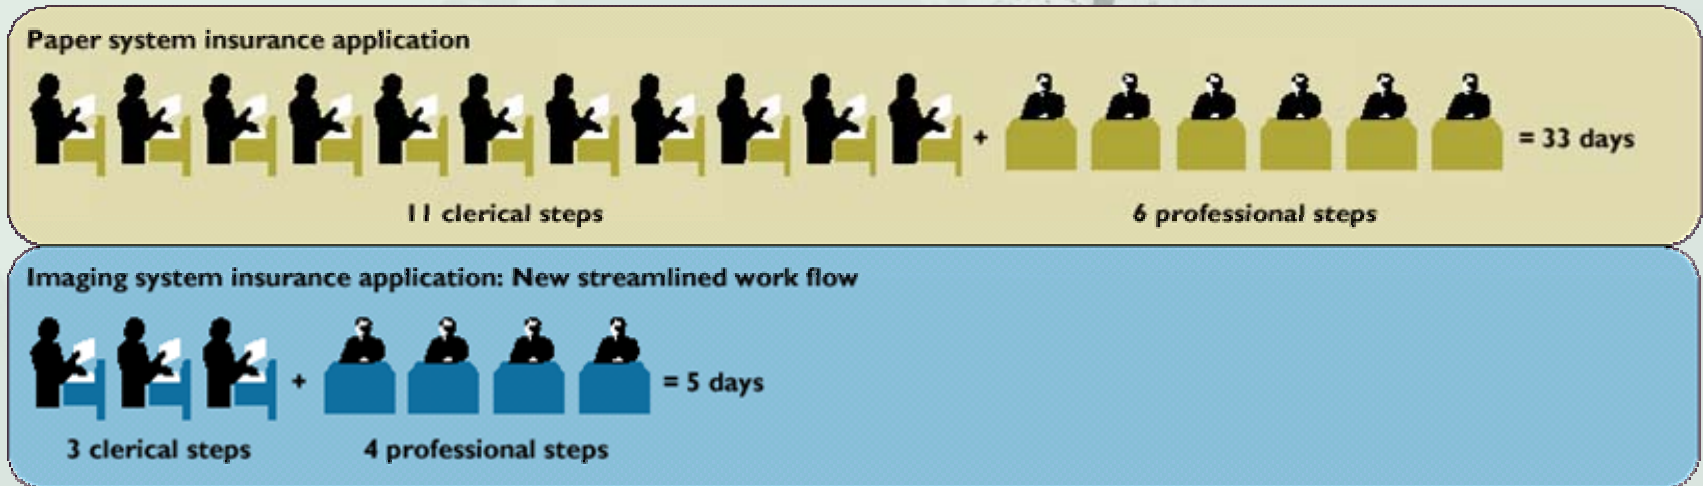 Paper system insurance application
+
= 33 days
11 clerical steps
6 professional steps
Imaging system insurance application: New streamlined work flow
+
= 5 days
3 clerical steps
4 professional steps